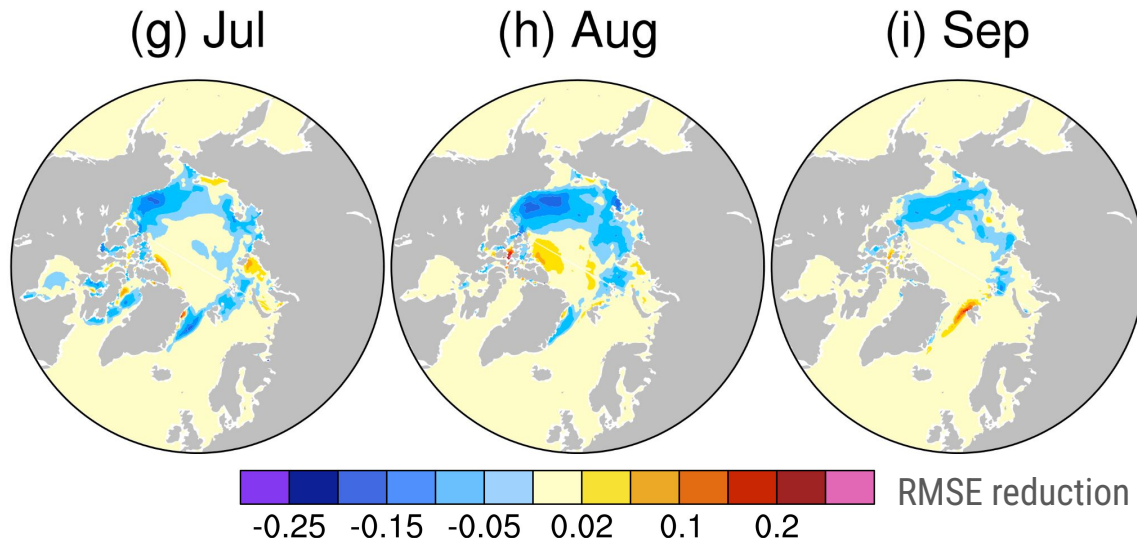 (g) Jul
(h) Aug
(i) Sep
-0.25 -0.15 -0.05 0.02 0.1 0.2
RMSE reduction